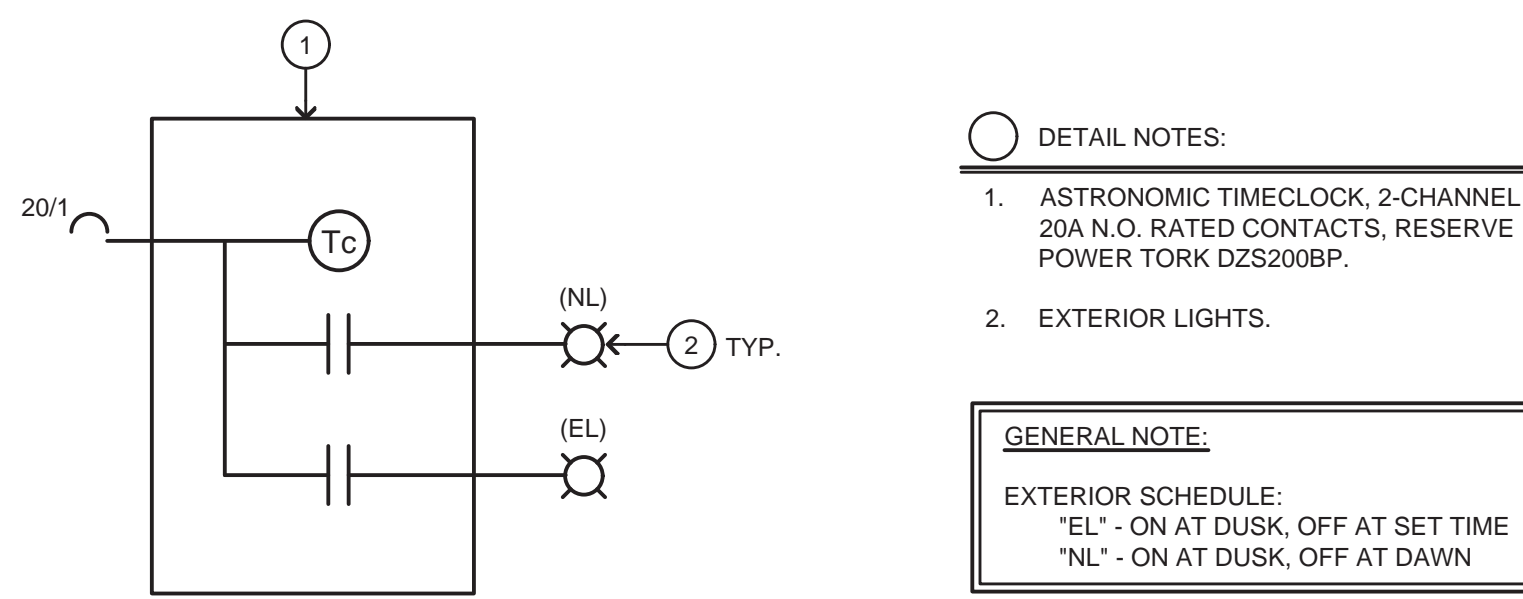 1
20/1
Tc
(NL)
2 TYP.
(EL)
DETAIL NOTES:
1. ASTRONOMIC TIMECLOCK, 2-CHANNEL
20A N.O. RATED CONTACTS, RESERVE
POWER TORK DZS200BP.
2. EXTERIOR LIGHTS.
GENERAL NOTE:
EXTERIOR SCHEDULE:
"EL" - ON AT DUSK, OFF AT SET TIME
"NL" - ON AT DUSK, OFF AT DAWN